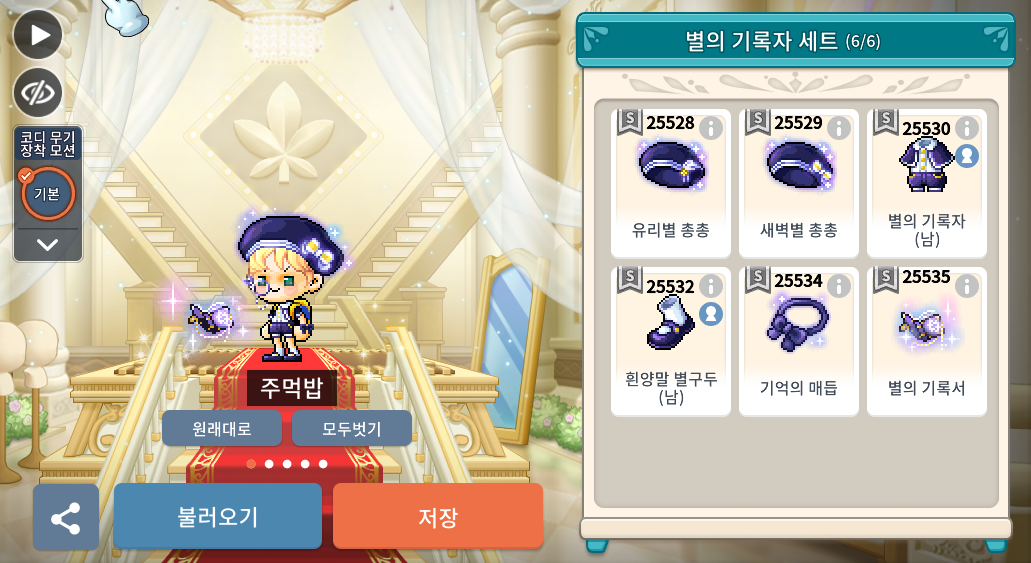 코디 무기
장착 모션
기본
주먹밥
원래대로
모두벗기
불러오기
저장
별의 기록자 세트 (6/6)
S 25528
유리별 총총
S 25529
새벽별 총총
S 25530
별의 기록자
(남)
S 25532
흰양말 별구두
(남)
S 25534
기억의 매듭
S 25535
별의 기록서